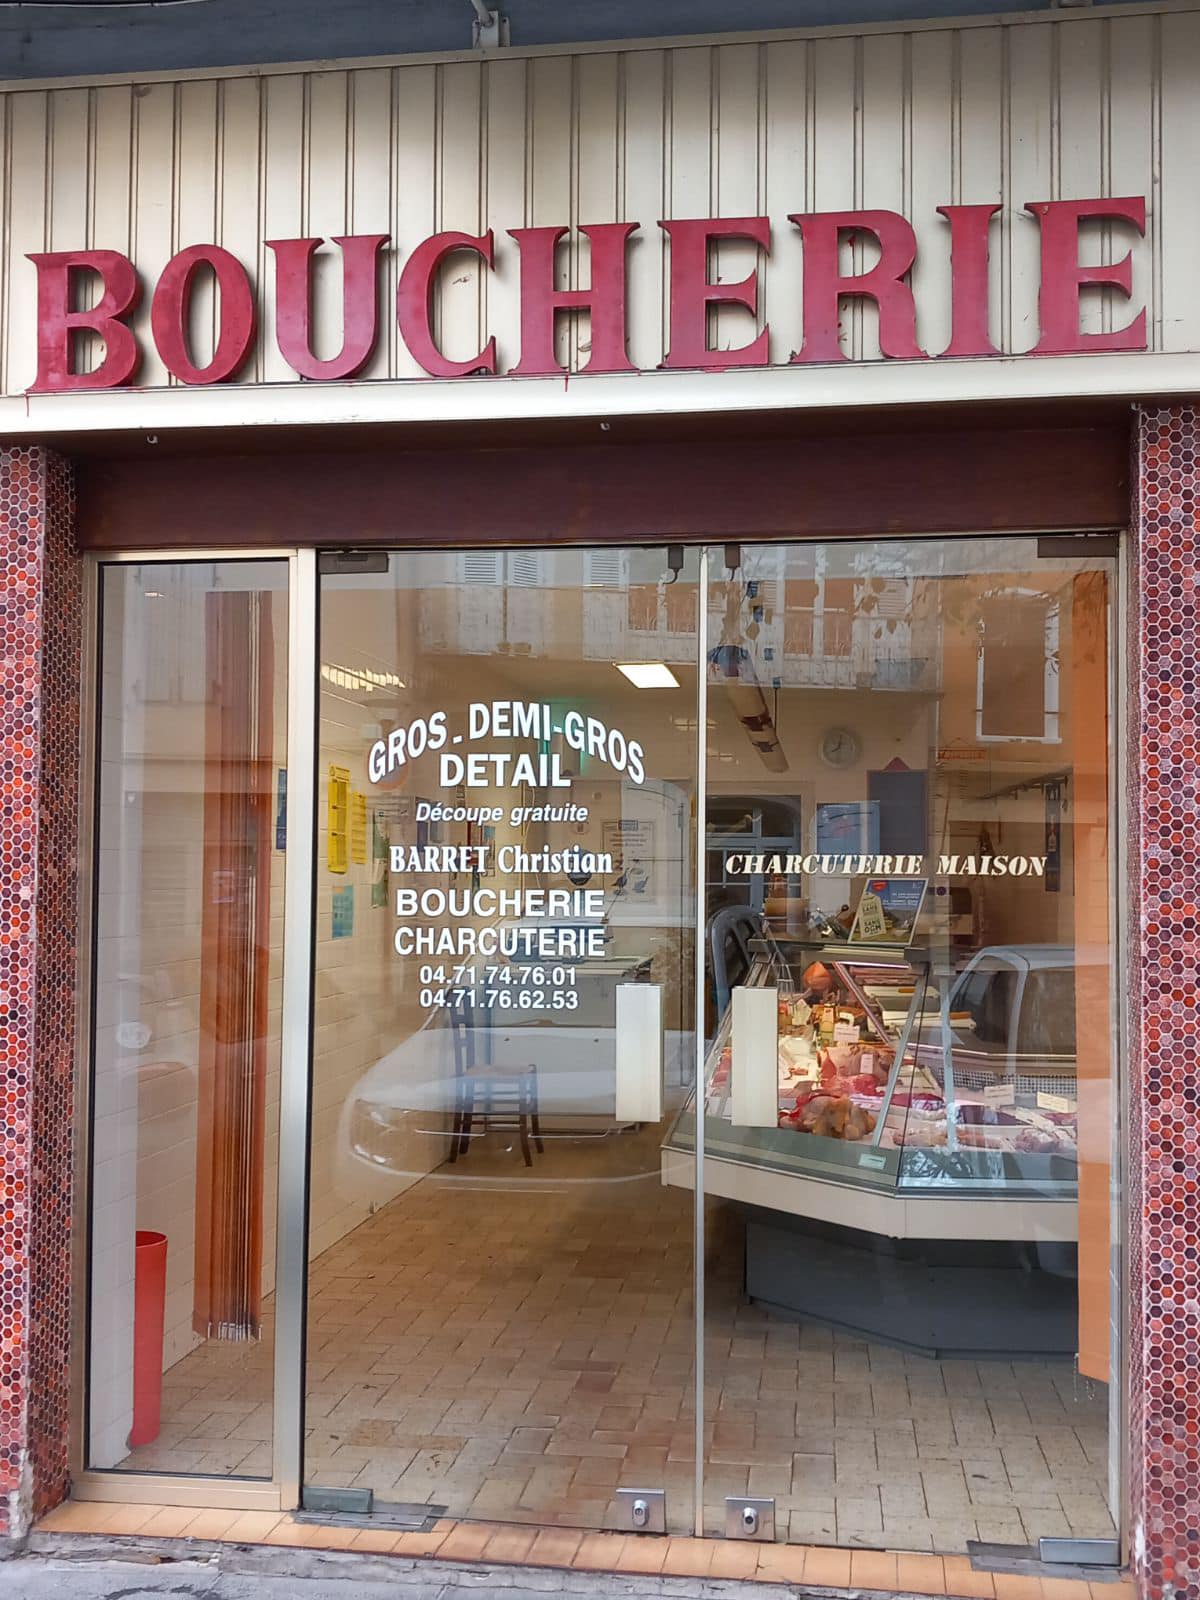 BOUCHERIE
GROS - DEMI-GROS
DETAIL
Découpe gratuite
BARRET Christian
BOUCHERIE
CHARCUTERIE
04.71.74.76.01
04.71.76.62.53
CHARCUTERIE MAISON